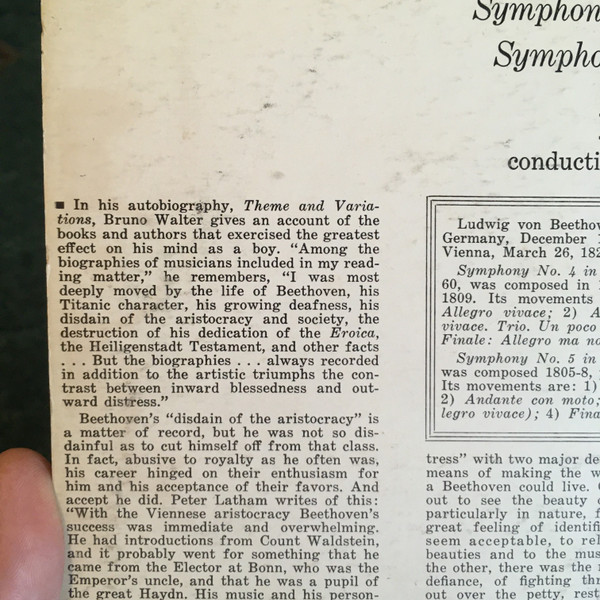 Symphon
Sympho
conducti
■ In his autobiography, Theme and Varia-
tions, Bruno Walter gives an account of the
books and authors that exercised the greatest
effect on his mind as a boy. “Among the
biographies of musicians included in my read-
ing matter,” he remembers, “I was most
deeply moved by the life of Beethoven, his
Titanic character, his growing deafness, his
disdain of the aristocracy and society, the
destruction of his dedication of the Eroica,
the Heiligenstadt Testament, and other facts
. . . But the biographies . . . always recorded
in addition to the artistic triumphs the con-
trast between inward blessedness and out-
ward distress.”
Beethoven’s “disdain of the aristocracy” is
a matter of record, but he was not so dis-
dainful as to cut himself off from that class.
In fact, abusive to royalty as he often was,
his career hinged on their enthusiasm for
him and his acceptance of their favors. And
accept he did. Peter Latham writes of this:
“With the Viennese aristocracy Beethoven’s
success was immediate and overwhelming.
He had introductions from Count Waldstein,
and it probably went for something that he
came from the Elector at Bonn, who was the
Emperor’s uncle, and that he was a pupil of
the great Haydn. His music and his person-
Ludwig von Beethov
Germany, December 1
Vienna, March 26, 182
Symphony No. 4 in
60, was composed in
1809. Its movements
Allegro vivace; 2) A
vivace. Trio. Un poco
Finale: Allegro ma no
Symphony No. 5 in
was composed 1805-8,
Its movements are: 1)
2) Andante con moto;
legro vivace); 4) Fina
tress” with two major de
means of making the w
a Beethoven could live.
out to see the beauty
particularly in nature, f
great feeling of identifi
seem acceptable, to rel
beauties and to the mus
the other, there was the
defiance, of fighting thr
out over the petty, rest